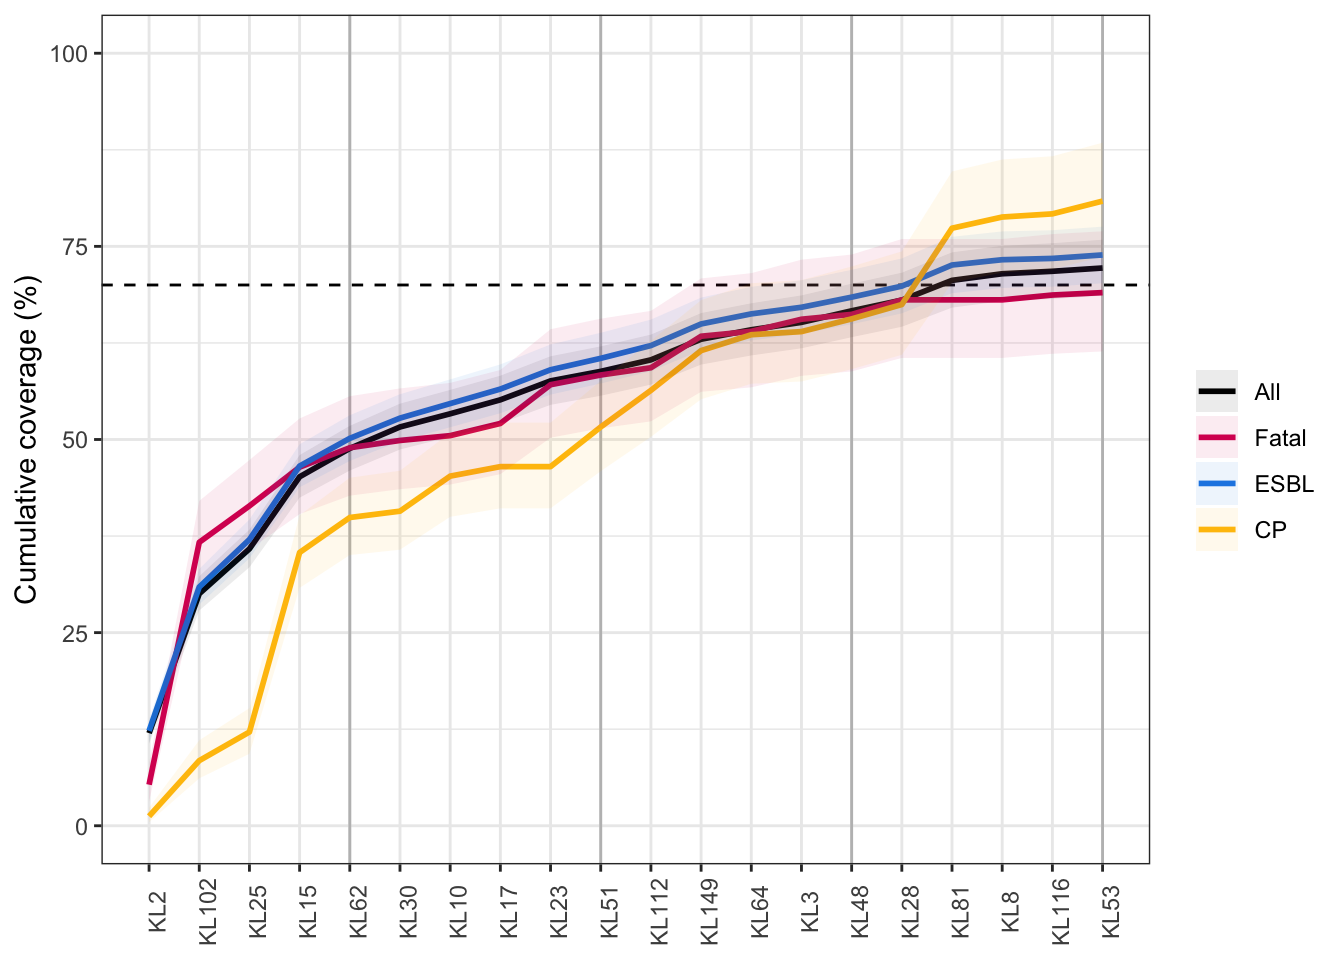 Cumulative coverage (%)
100
75
50
25
0
KL2
KL102
KL25
KL15
KL62
KL30
KL10
KL17
KL23
KL51
KL112
KL149
KL64
KL3
KL48
KL28
KL81
KL8
KL116
KL53
All
Fatal
ESBL
CP